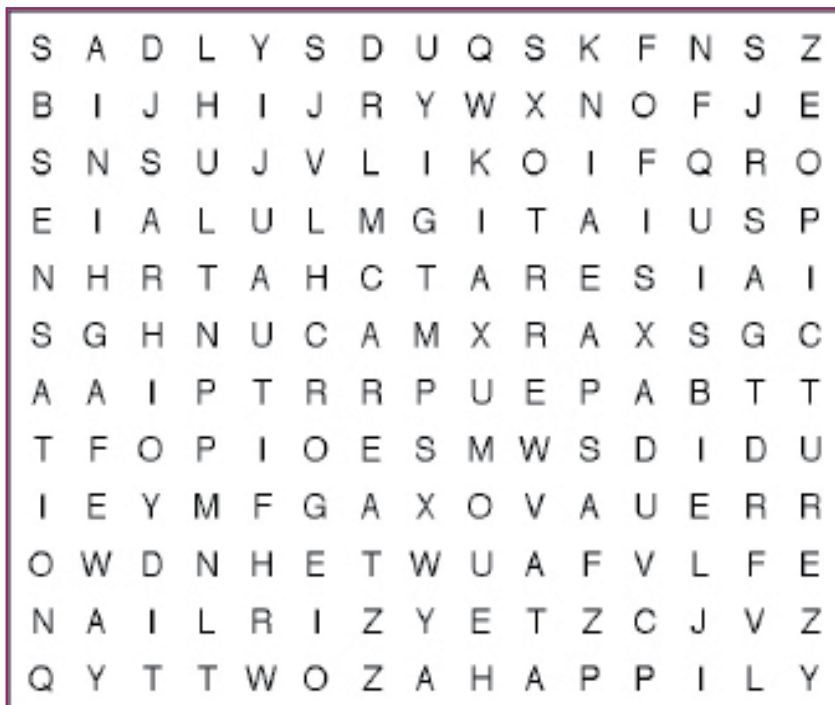 S A D L Y S D U Q S K F N S Z
B I J H I J R Y W X N O F J E
S N S U J V L I K O I F Q R O
E I A L U L M G I T A I U S P
N H R T A H C T A R E S I A I
S G H N U C A M X R A X S G C
A A I P T R R P U E P A B T T
T F O P I O E S M W S D I D U
I E Y M F G A X O V A U E R R
O W D N H E T W U A F V L F E
N A I L R I Z Y E T Z C J V Z
Q Y T T W O Z A H A P P I L Y